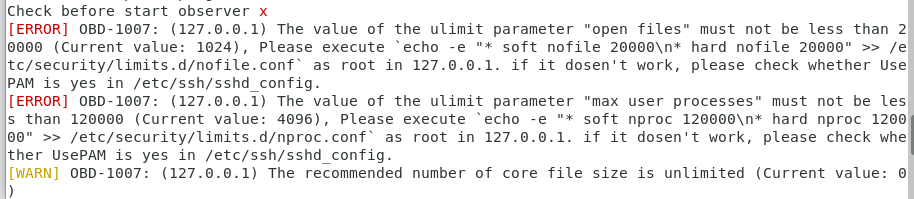 Check before start observer x
[ERROR] OBD-1007: (127.0.0.1) The value of the ulimit parameter "open files" must not be less than 2
0000 (Current value: 1024), Please execute `echo -e "* soft nofile 20000\n* hard nofile 20000" >> /e
tc/security/limits.d/nofile.conf` as root in 127.0.0.1. if it dosen't work, please check whether Use
PAM is yes in /etc/ssh/sshd_config.
[ERROR] OBD-1007: (127.0.0.1) The value of the ulimit parameter "max user processes" must not be les
s than 120000 (Current value: 4096), Please execute `echo -e "* soft nproc 120000\n* hard nproc 1200
00" >> /etc/security/limits.d/nproc.conf` as root in 127.0.0.1. if it dosen't work, please check whe
ther UsePAM is yes in /etc/ssh/sshd_config.
[WARN] OBD-1007: (127.0.0.1) The recommended number of core file size is unlimited (Current value: 0
)